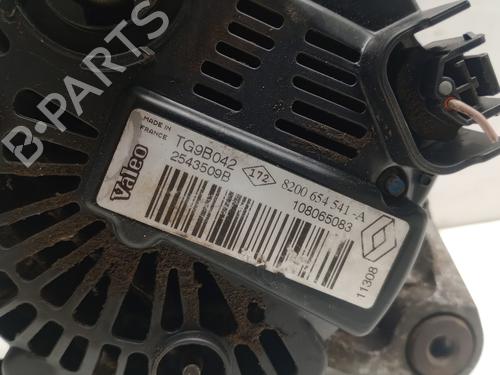 B-Parts
MADE IN
FRANCE
Valeo
TG9B042
2543509B
172
8200 654 541-A
108065083
11308